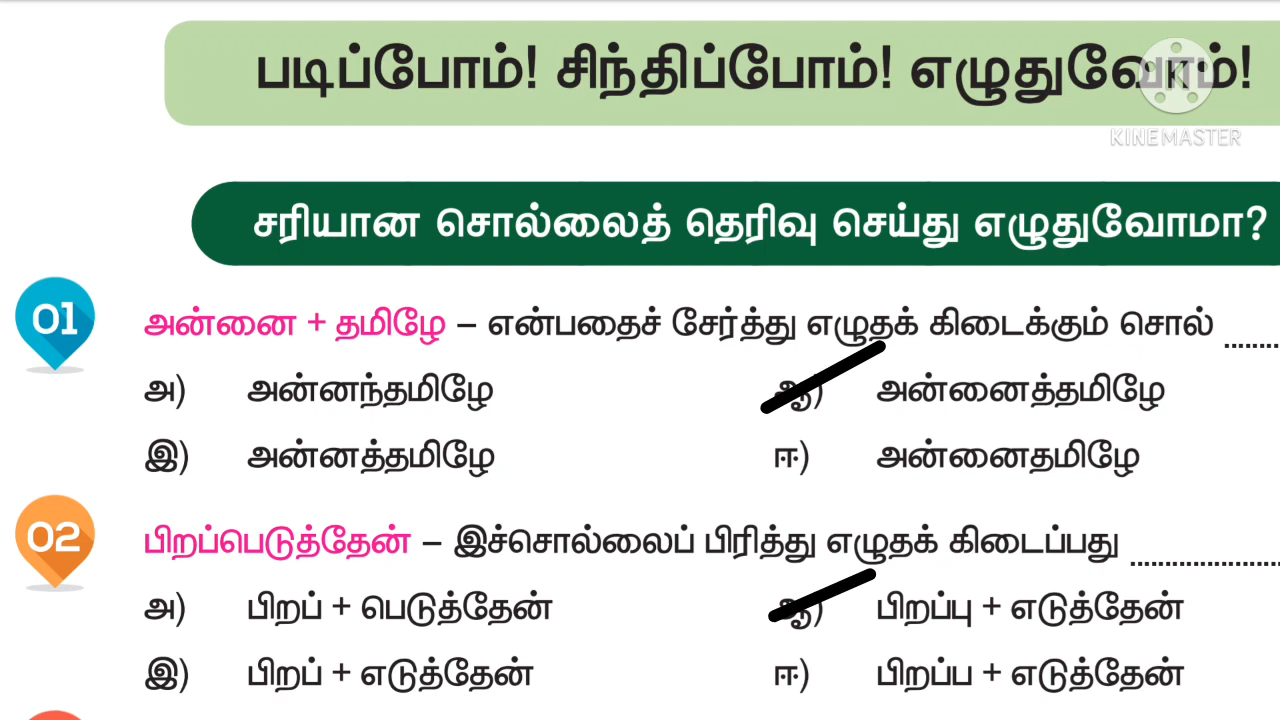 படிப்போம்! சிந்திப்போம்! எழுதுவோம்!
KINEMASTER
சரியான சொல்லைத் தெரிவு செய்து எழுதுவோமா?
01 அன்னை + தமிழே – என்பதைச் சேர்த்து எழுதக் கிடைக்கும் சொல் ........
அ) அன்னந்தமிழே ஆ) அன்னைத்தமிழே
இ) அன்னத்தமிழே ஈ) அன்னைதமிழே
02 பிறப்பெடுத்தேன் – இச்சொல்லைப் பிரித்து எழுதக் கிடைப்பது ......................
அ) பிறப் + பெடுத்தேன் ஆ) பிறப்பு + எடுத்தேன்
இ) பிறப் + எடுத்தேன் ஈ) பிறப்ப + எடுத்தேன்